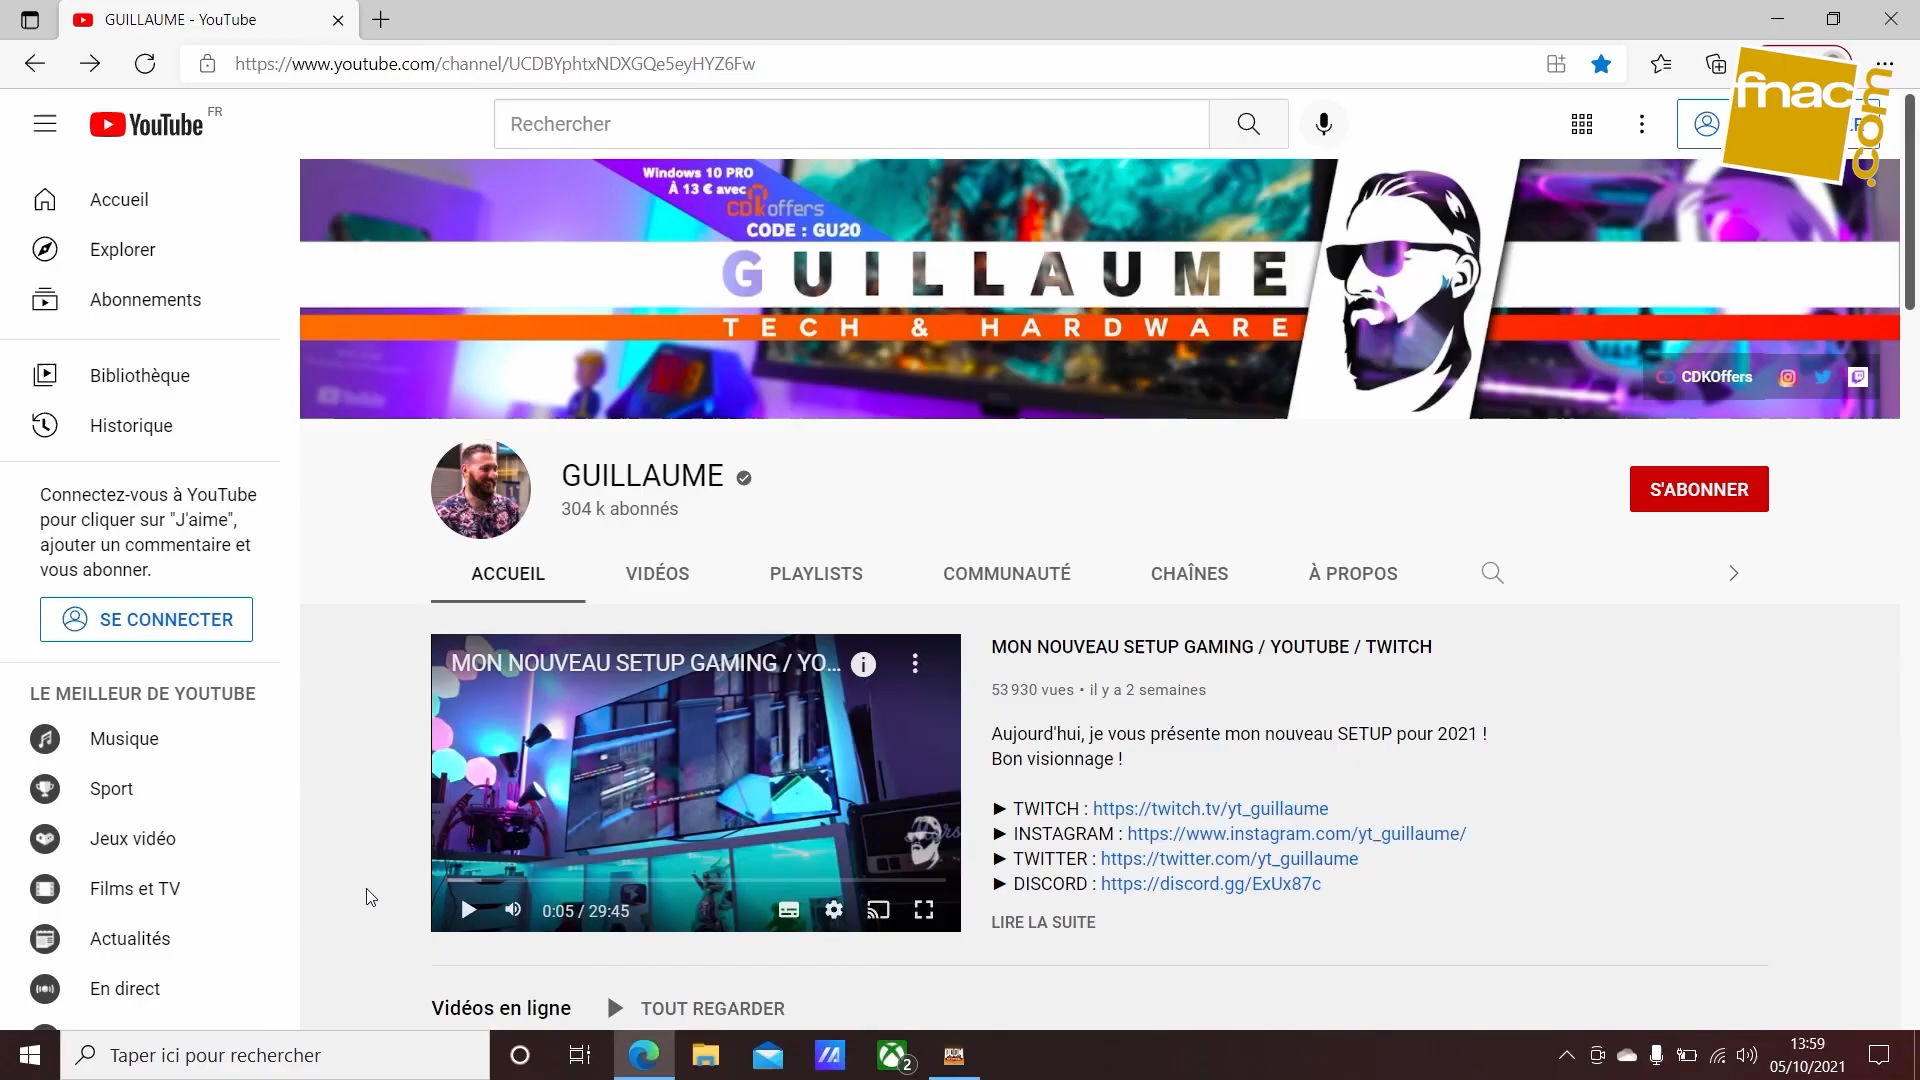 GUILLAUME - YouTube
https://www.youtube.com/channel/UCDBYphtxNDXGQe5eyHYZ6Fw
fnac.com
YouTube FR
Rechercher
Accueil
Explorer
Abonnements
Bibliothèque
Historique
Connectez-vous à YouTube
pour cliquer sur "J'aime",
ajouter un commentaire et
vous abonner.
SE CONNECTER
LE MEILLEUR DE YOUTUBE
Musique
Sport
Jeux vidéo
Films et TV
Actualités
En direct
Windows 10 PRO
À 13 € avec
CDKoffers
CODE : GU20
GUILLAUME
TECH & HARDWARE
CDKOffers
GUILLAUME
304 k abonnés
S'ABONNER
ACCUEIL
VIDÉOS
PLAYLISTS
COMMUNAUTÉ
CHAÎNES
À PROPOS
MON NOUVEAU SETUP GAMING / YO...
0:05 / 29:45
MON NOUVEAU SETUP GAMING / YOUTUBE / TWITCH
53 930 vues • il y a 2 semaines
Aujourd'hui, je vous présente mon nouveau SETUP pour 2021 !
Bon visionnage !
► TWITCH : https://twitch.tv/yt_guillaume
► INSTAGRAM : https://www.instagram.com/yt_guillaume/
► TWITTER : https://twitter.com/yt_guillaume
► DISCORD : https://discord.gg/ExUx87c
LIRE LA SUITE
Vidéos en ligne
TOUT REGARDER
Taper ici pour rechercher
2
DOOM
13:59
05/10/2021